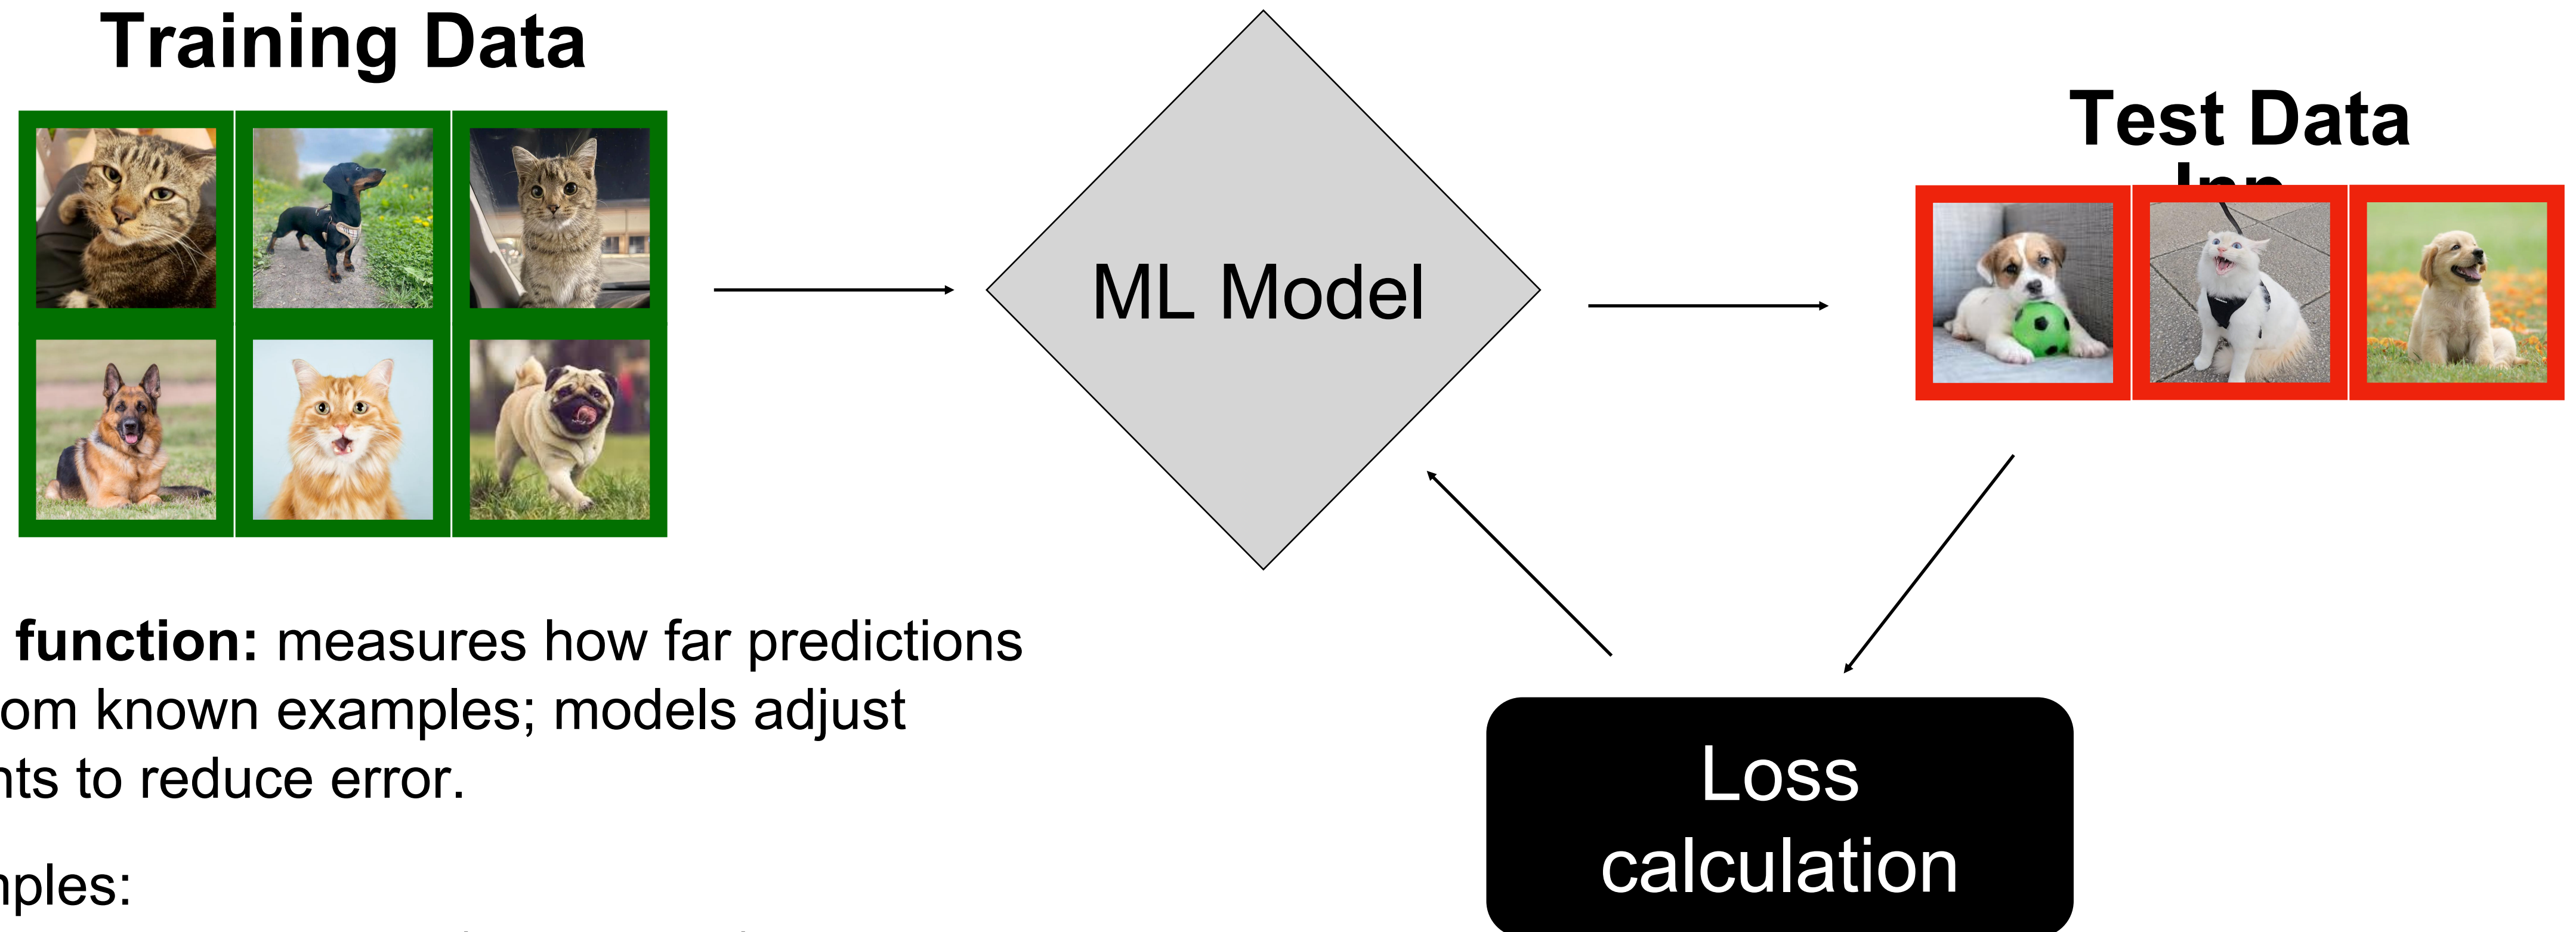 Training Data
Test Data
ML Model
function: measures how far predictions
om known examples; models adjust
nts to reduce error.
nples:
Loss
calculation